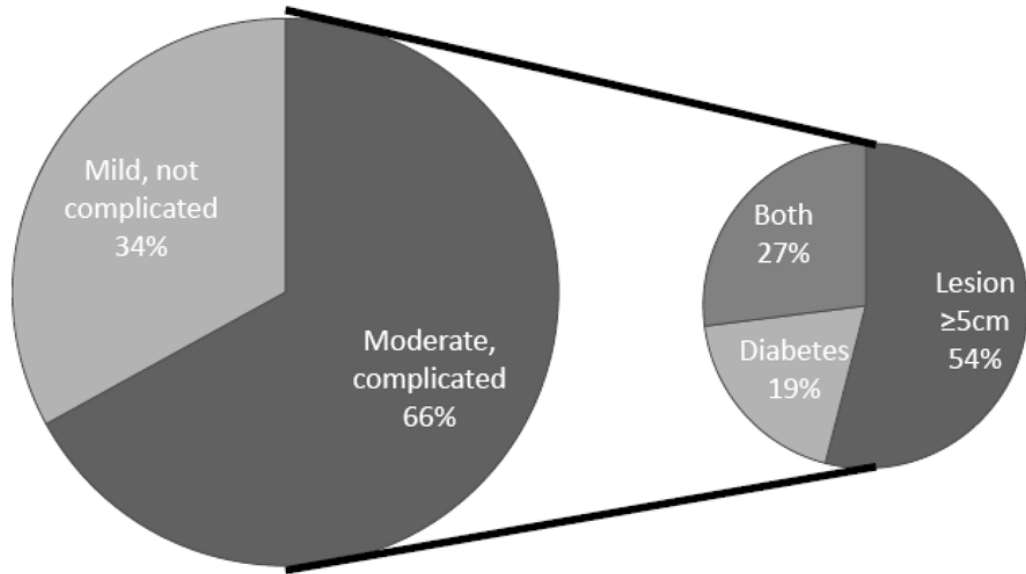 Mild, not
complicated
34%
Moderate,
complicated
66%
Both
27%
Diabetes
19%
Lesion
≥5cm
54%